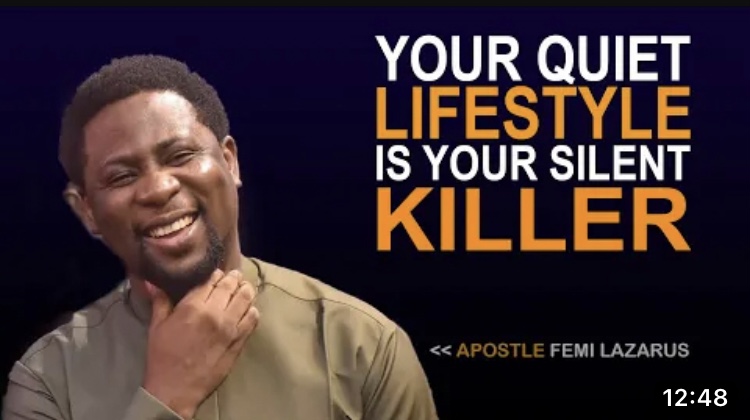 YOUR QUIET
LIFESTYLE
IS YOUR SILENT
KILLER
<< APOSTLE FEMI LAZARUS
12:48